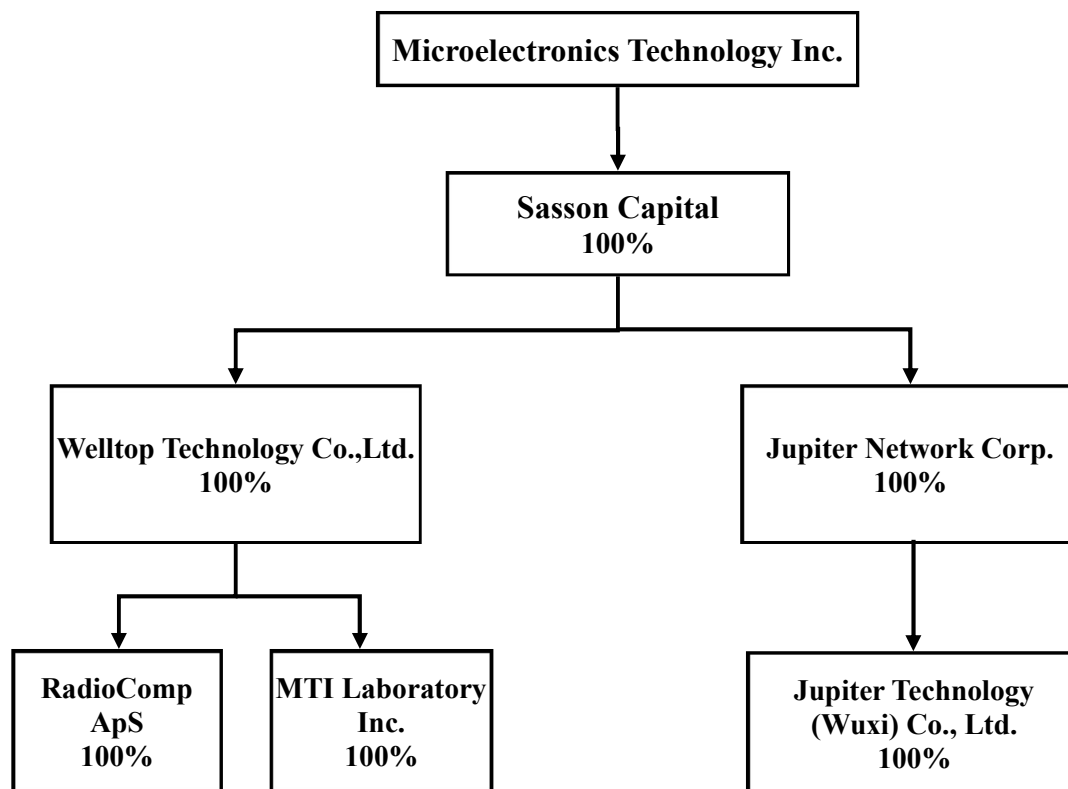 Microelectronics Technology Inc.
Sasson Capital
100%
Welltop Technology Co.,Ltd.
100%
Jupiter Network Corp.
100%
RadioComp
ApS
100%
MTI Laboratory
Inc.
100%
Jupiter Technology
(Wuxi) Co., Ltd.
100%